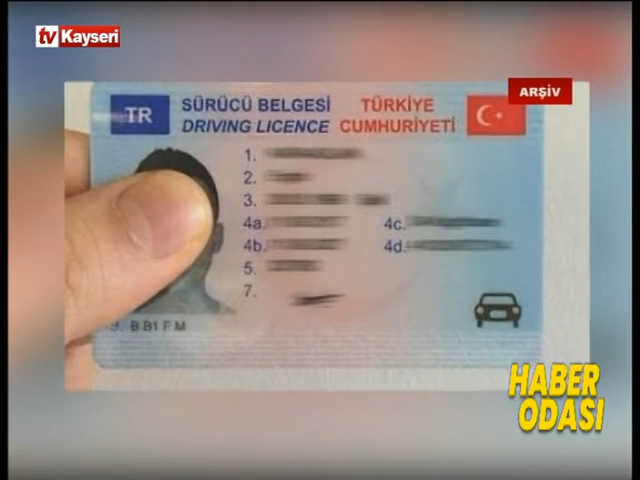 tv Kayseri
ARŞİV
TR
SÜRÜCÜ BELGESİ TÜRKİYE
DRIVING LICENCE CUMHURİYETİ
1.
2.
3.
4a. 4c.
4b. 4d.
5.
7.
9. B B1 F M
HABER
ODASI